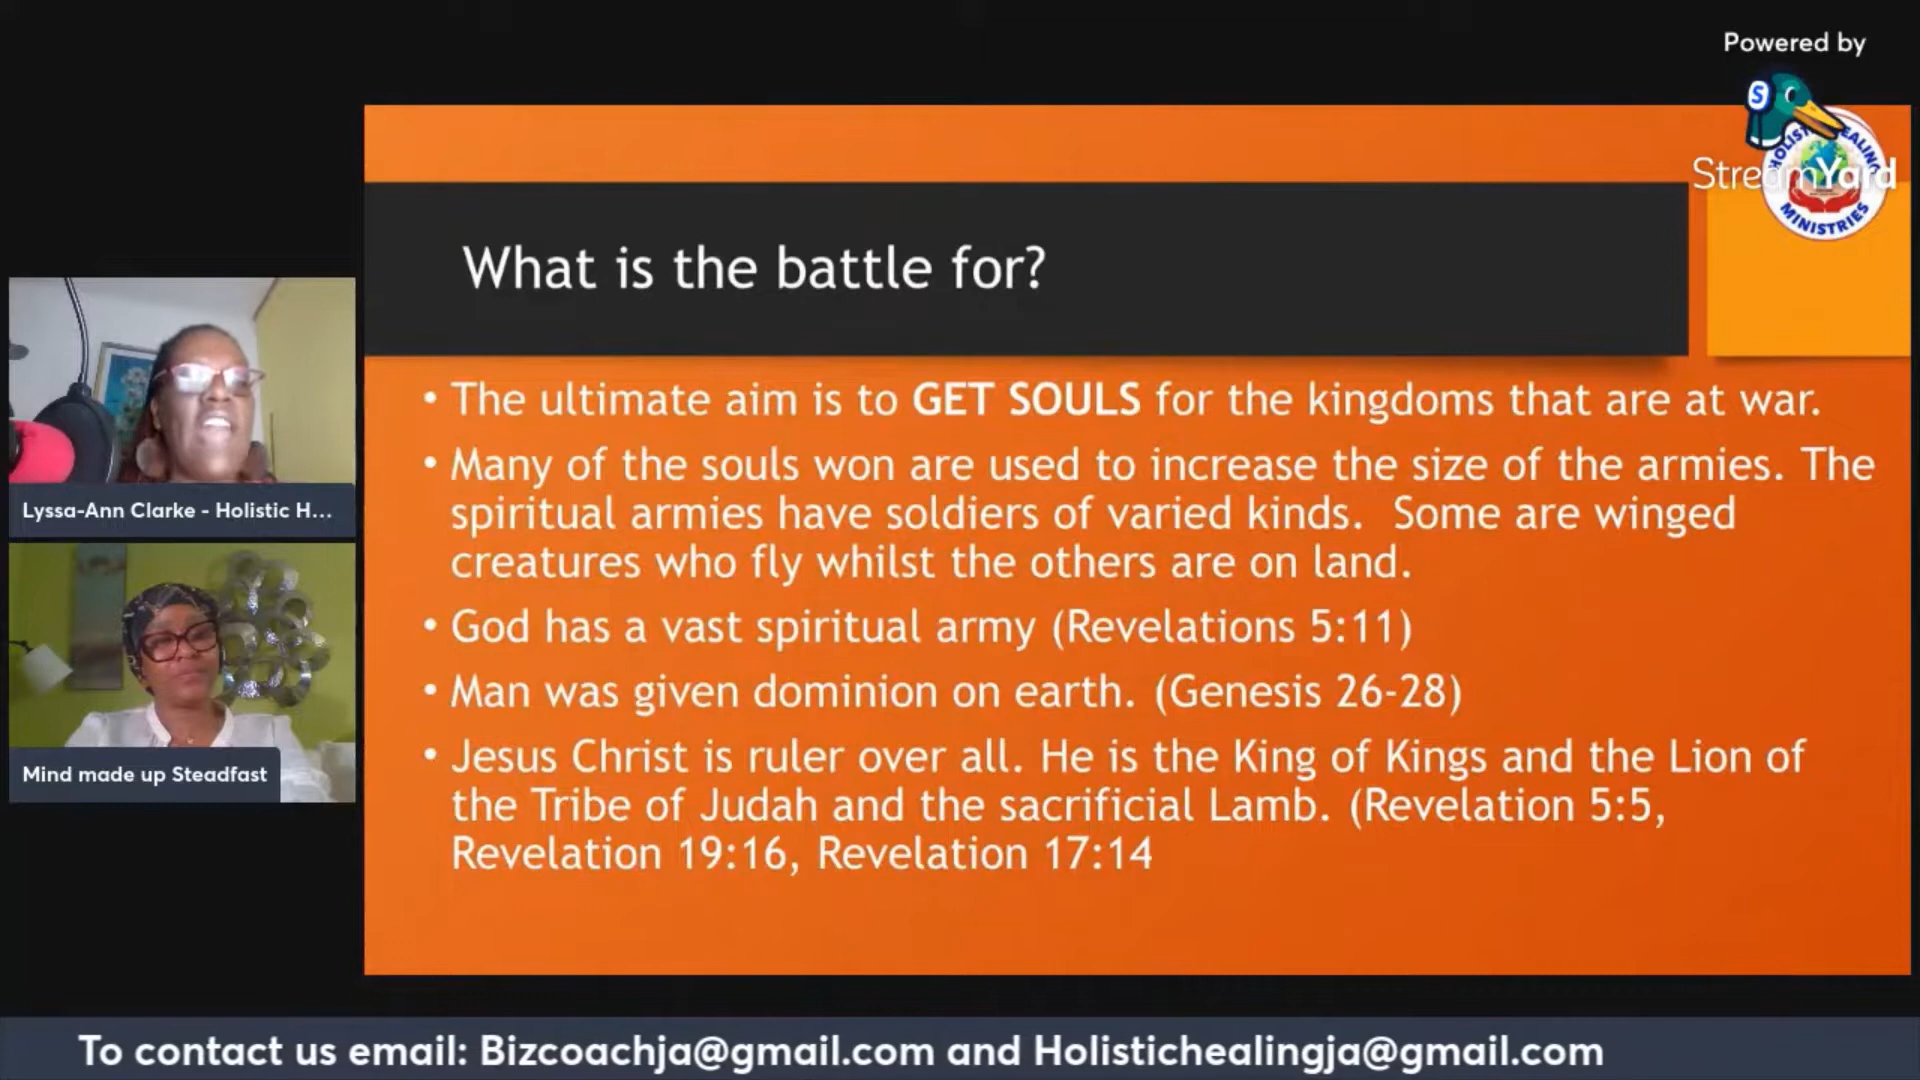 Powered by
StreamYard
MINISTRIES
What is the battle for?
• The ultimate aim is to GET SOULS for the kingdoms that are at war.
• Many of the souls won are used to increase the size of the armies. The
spiritual armies have soldiers of varied kinds.  Some are winged
creatures who fly whilst the others are on land.
• God has a vast spiritual army (Revelations 5:11)
• Man was given dominion on earth. (Genesis 26-28)
• Jesus Christ is ruler over all. He is the King of Kings and the Lion of
the Tribe of Judah and the sacrificial Lamb. (Revelation 5:5,
Revelation 19:16, Revelation 17:14
Lyssa-Ann Clarke - Holistic H...
Mind made up Steadfast
To contact us email: Bizcoachja@gmail.com and Holistichealingja@gmail.com